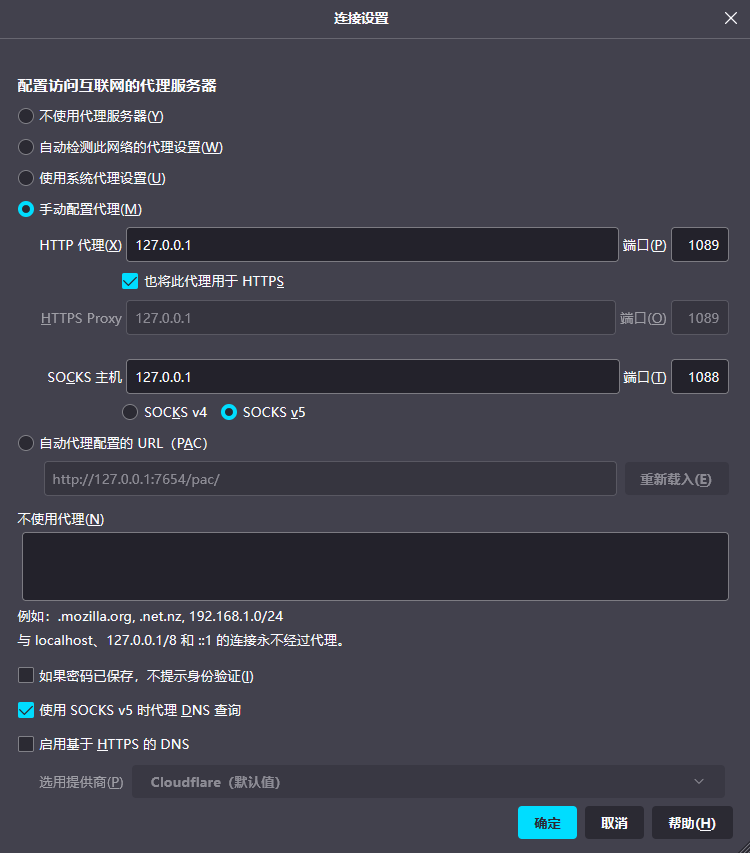 连接设置
配置访问互联网的代理服务器
不使用代理服务器(Y)
自动检测此网络的代理设置(W)
使用系统代理设置(U)
手动配置代理(M)
HTTP 代理(X) 127.0.0.1 端口(P) 1089
也将此代理用于 HTTPS
HTTPS Proxy 127.0.0.1 端口(O) 1089
SOCKS 主机 127.0.0.1 端口(T) 1088
SOCKS v4 SOCKS v5
自动代理配置的 URL（PAC）
http://127.0.0.1:7654/pac/ 重新载入(E)
不使用代理(N)
例如：.mozilla.org, .net.nz, 192.168.1.0/24
与 localhost、127.0.0.1/8 和 ::1 的连接永不经过代理。
如果密码已保存，不提示身份验证(I)
使用 SOCKS v5 时代理 DNS 查询
启用基于 HTTPS 的 DNS
选用提供商(P) Cloudflare（默认值）
确定 取消 帮助(H)